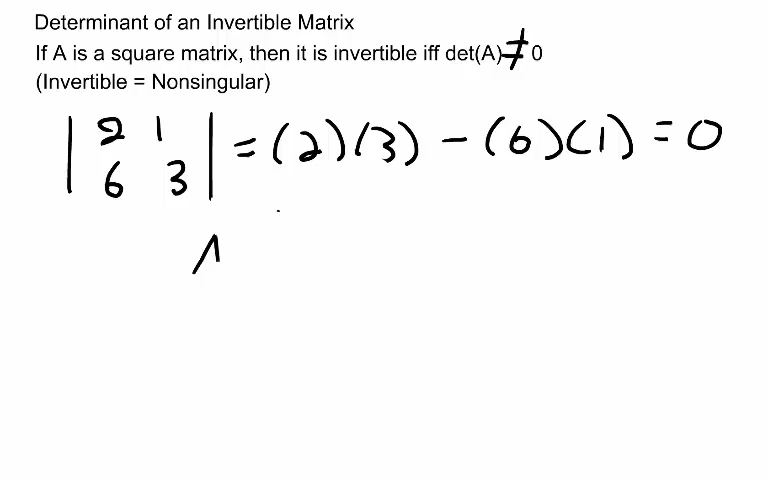 Determinant of an Invertible Matrix
If A is a square matrix, then it is invertible iff det(A)≠0
(Invertible = Nonsingular)
|2 1
6 3| = (2)(3) - (6)(1) = 0